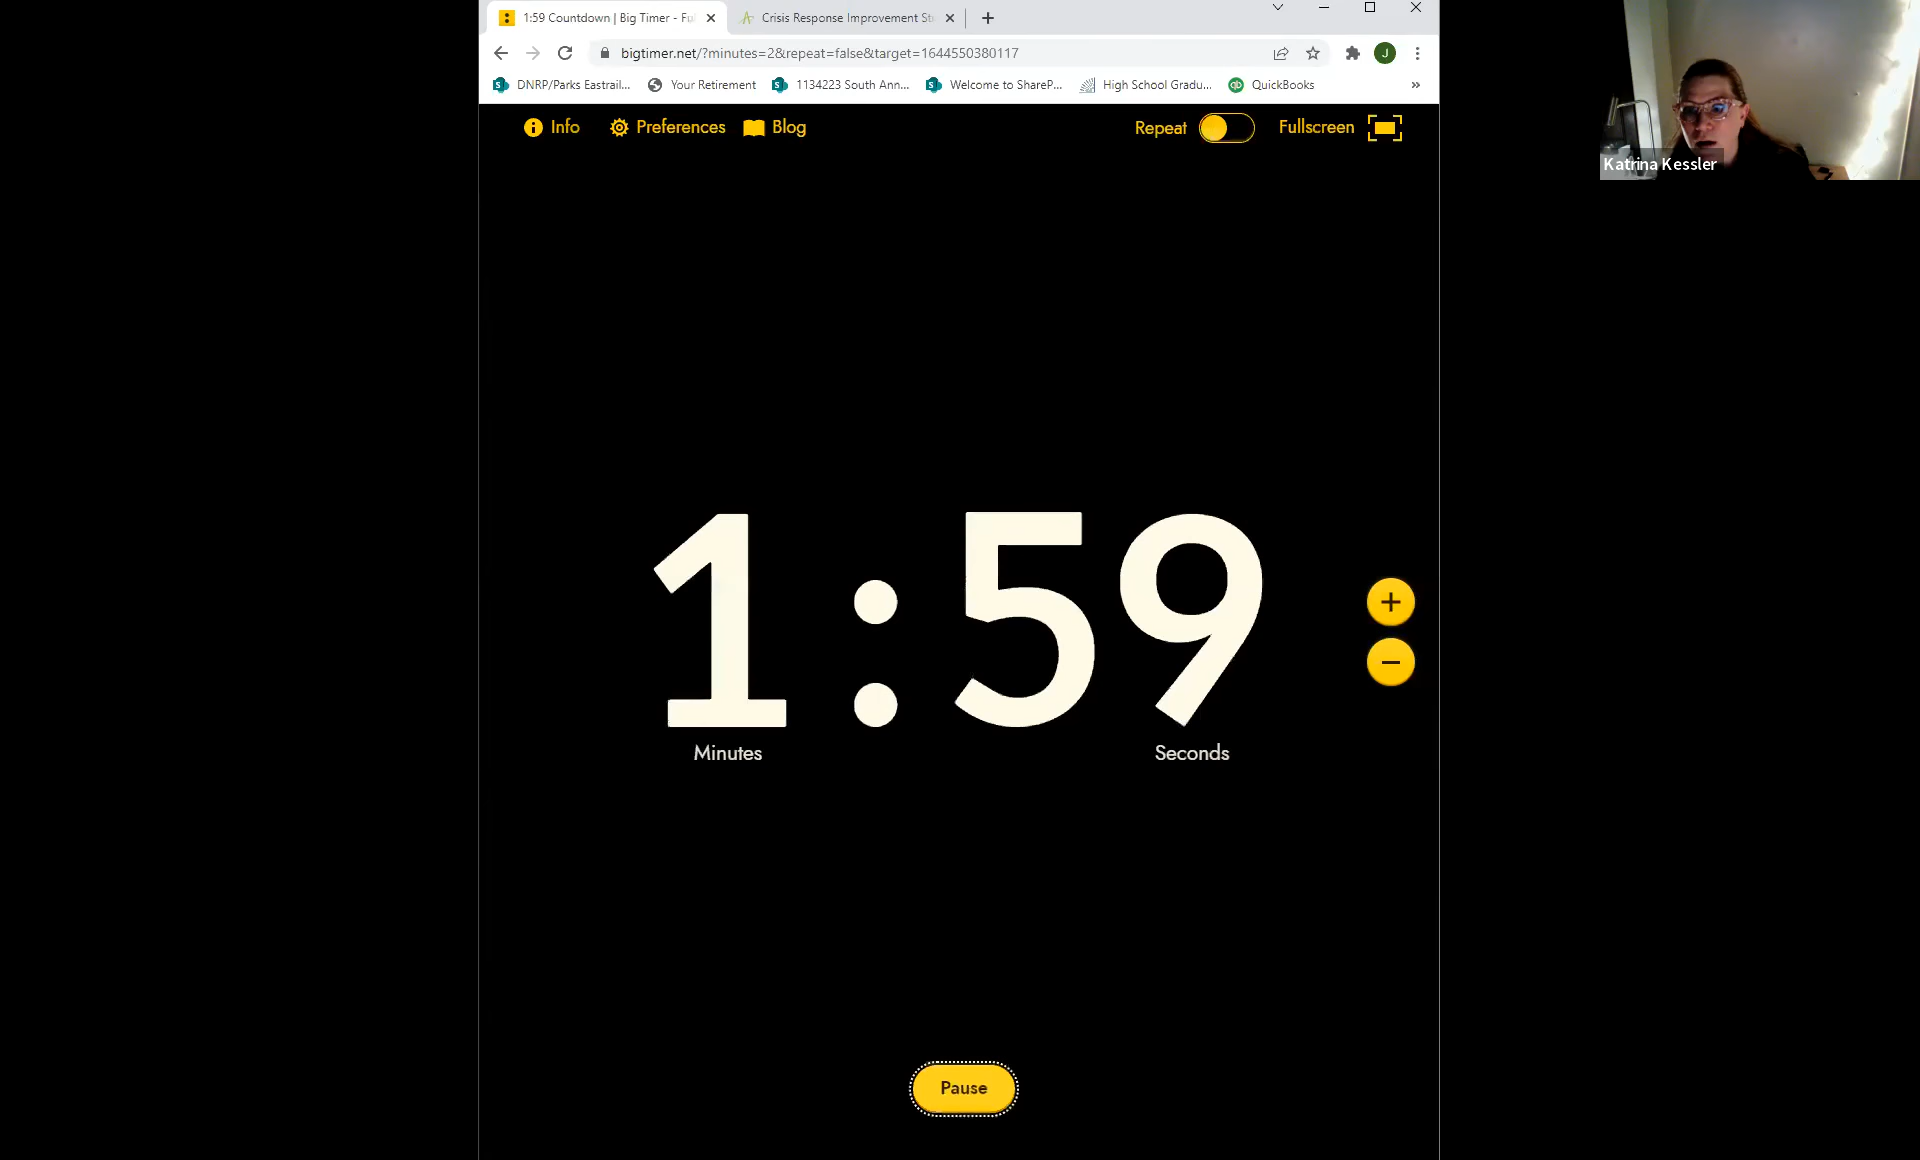 1:59 Countdown | Big Timer - Fu
Crisis Response Improvement St
bigtimer.net/?minutes=2&repeat=false&target=1644550380117
J
DNRP/Parks Eastrail...
Your Retirement
1134223 South Ann...
Welcome to ShareP...
High School Gradu...
QuickBooks
»
Info
Preferences
Blog
Repeat
Fullscreen
Katrina Kessler
1:59
Minutes
Seconds
+
−
Pause